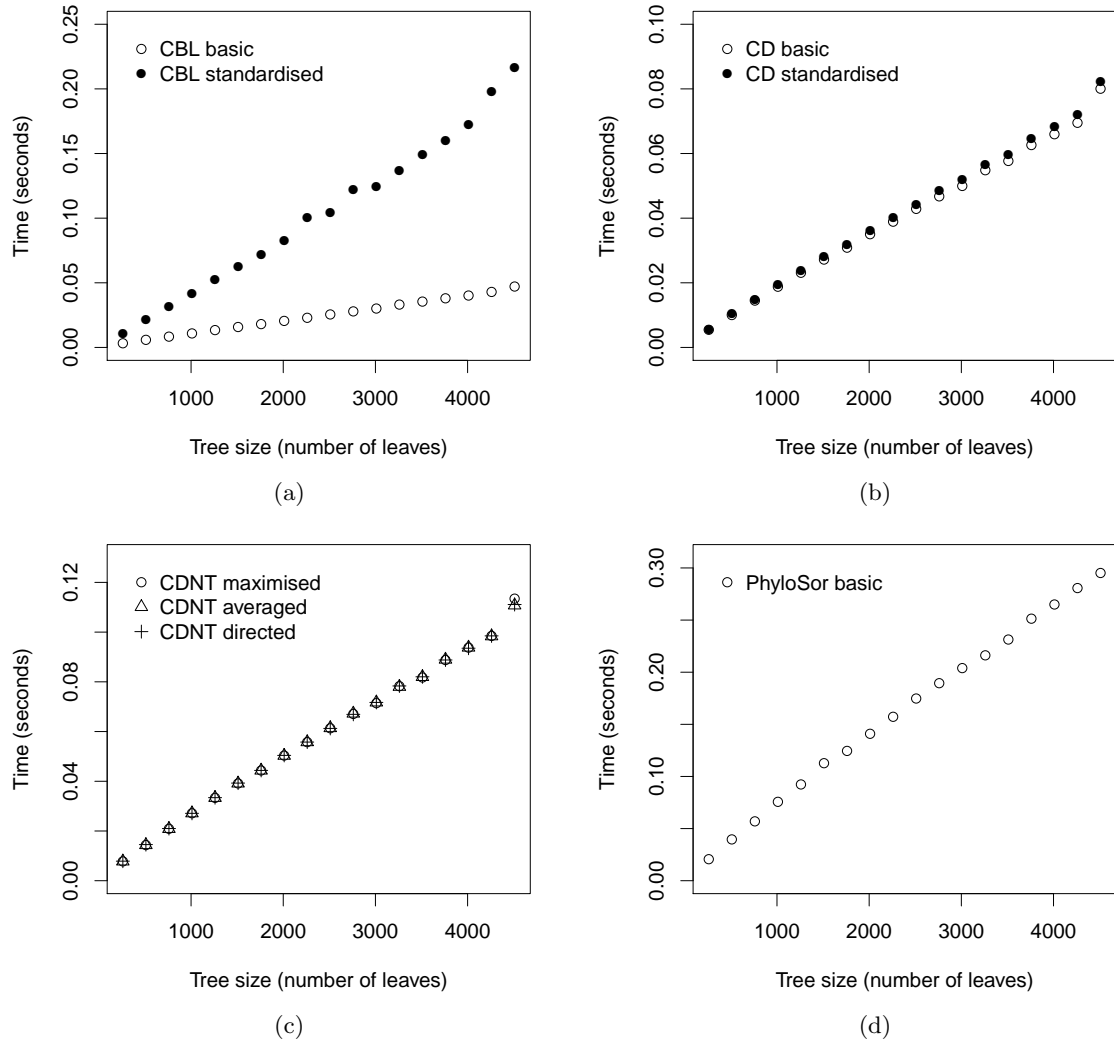 0.25
0.20
0.15
0.10
0.05
0.00
Time (seconds)
CBL basic
CBL standardised
1000 2000 3000 4000
Tree size (number of leaves)
(a)
0.10
0.08
0.06
0.04
0.02
0.00
Time (seconds)
CD basic
CD standardised
1000 2000 3000 4000
Tree size (number of leaves)
(b)
0.12
0.08
0.04
0.00
Time (seconds)
CDNT maximised
CDNT averaged
CDNT directed
1000 2000 3000 4000
Tree size (number of leaves)
(c)
0.30
0.20
0.10
0.00
Time (seconds)
PhyloSor basic
1000 2000 3000 4000
Tree size (number of leaves)
(d)